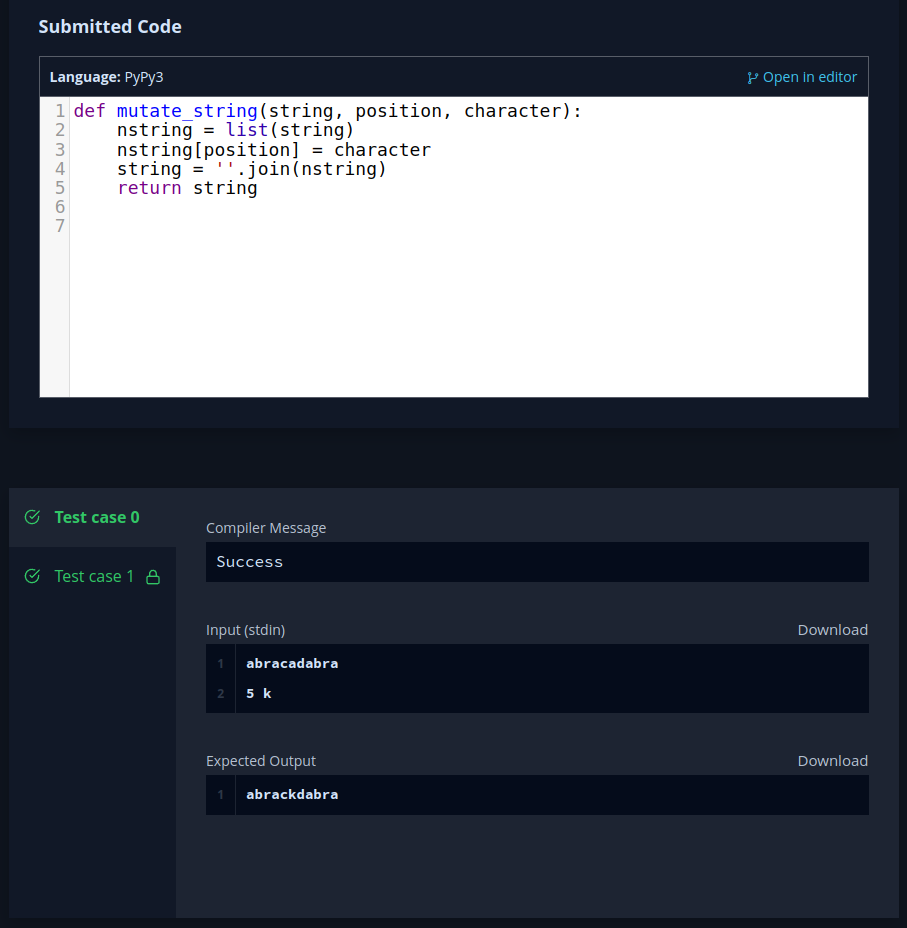 Submitted Code
Language: PyPy3
Open in editor
1 def mutate_string(string, position, character):
2     nstring = list(string)
3     nstring[position] = character
4     string = ''.join(nstring)
5     return string
6
7
Test case 0
Test case 1
Compiler Message
Success
Input (stdin)
Download
1 abracadabra
2 5 k
Expected Output
Download
1 abrackdabra